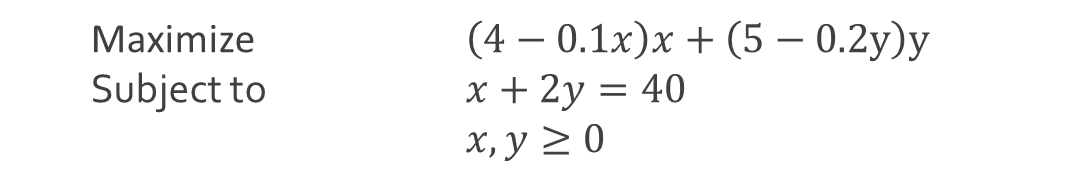 Maximize (4 − 0.1𝑥)𝑥 + (5 − 0.2y)y
Subject to 𝑥 + 2𝑦 = 40
𝑥, 𝑦 ≥ 0